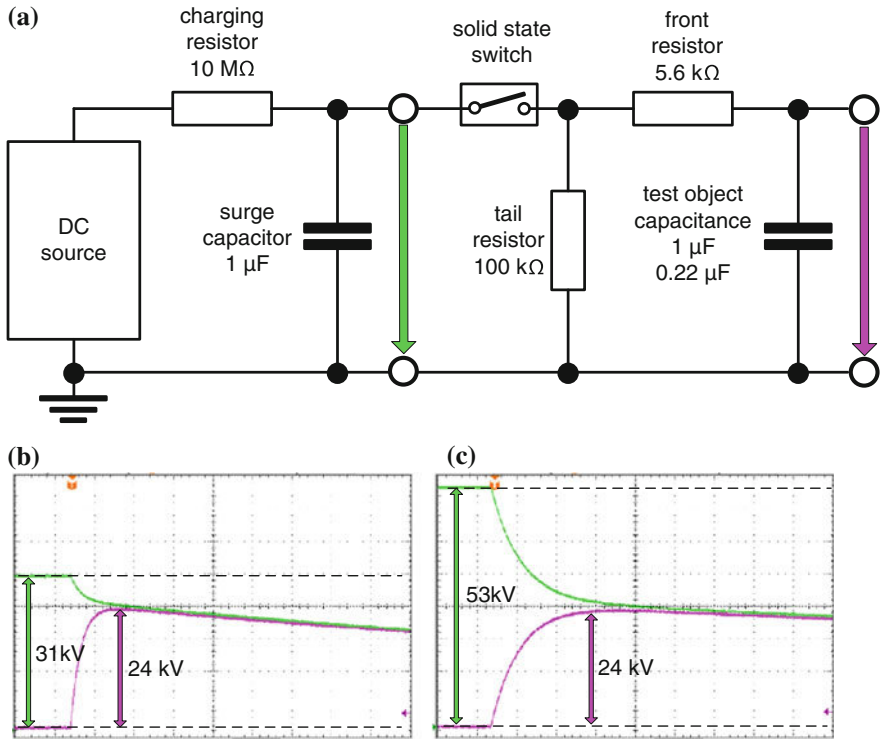 (a)
charging
resistor
10 MΩ
solid state
switch
front
resistor
5.6 kΩ
DC
source
surge
capacitor
1 µF
tail
resistor
100 kΩ
test object
capacitance
1 µF
0.22 µF
(b)
31kV
24 kV
(c)
53kV
24 kV